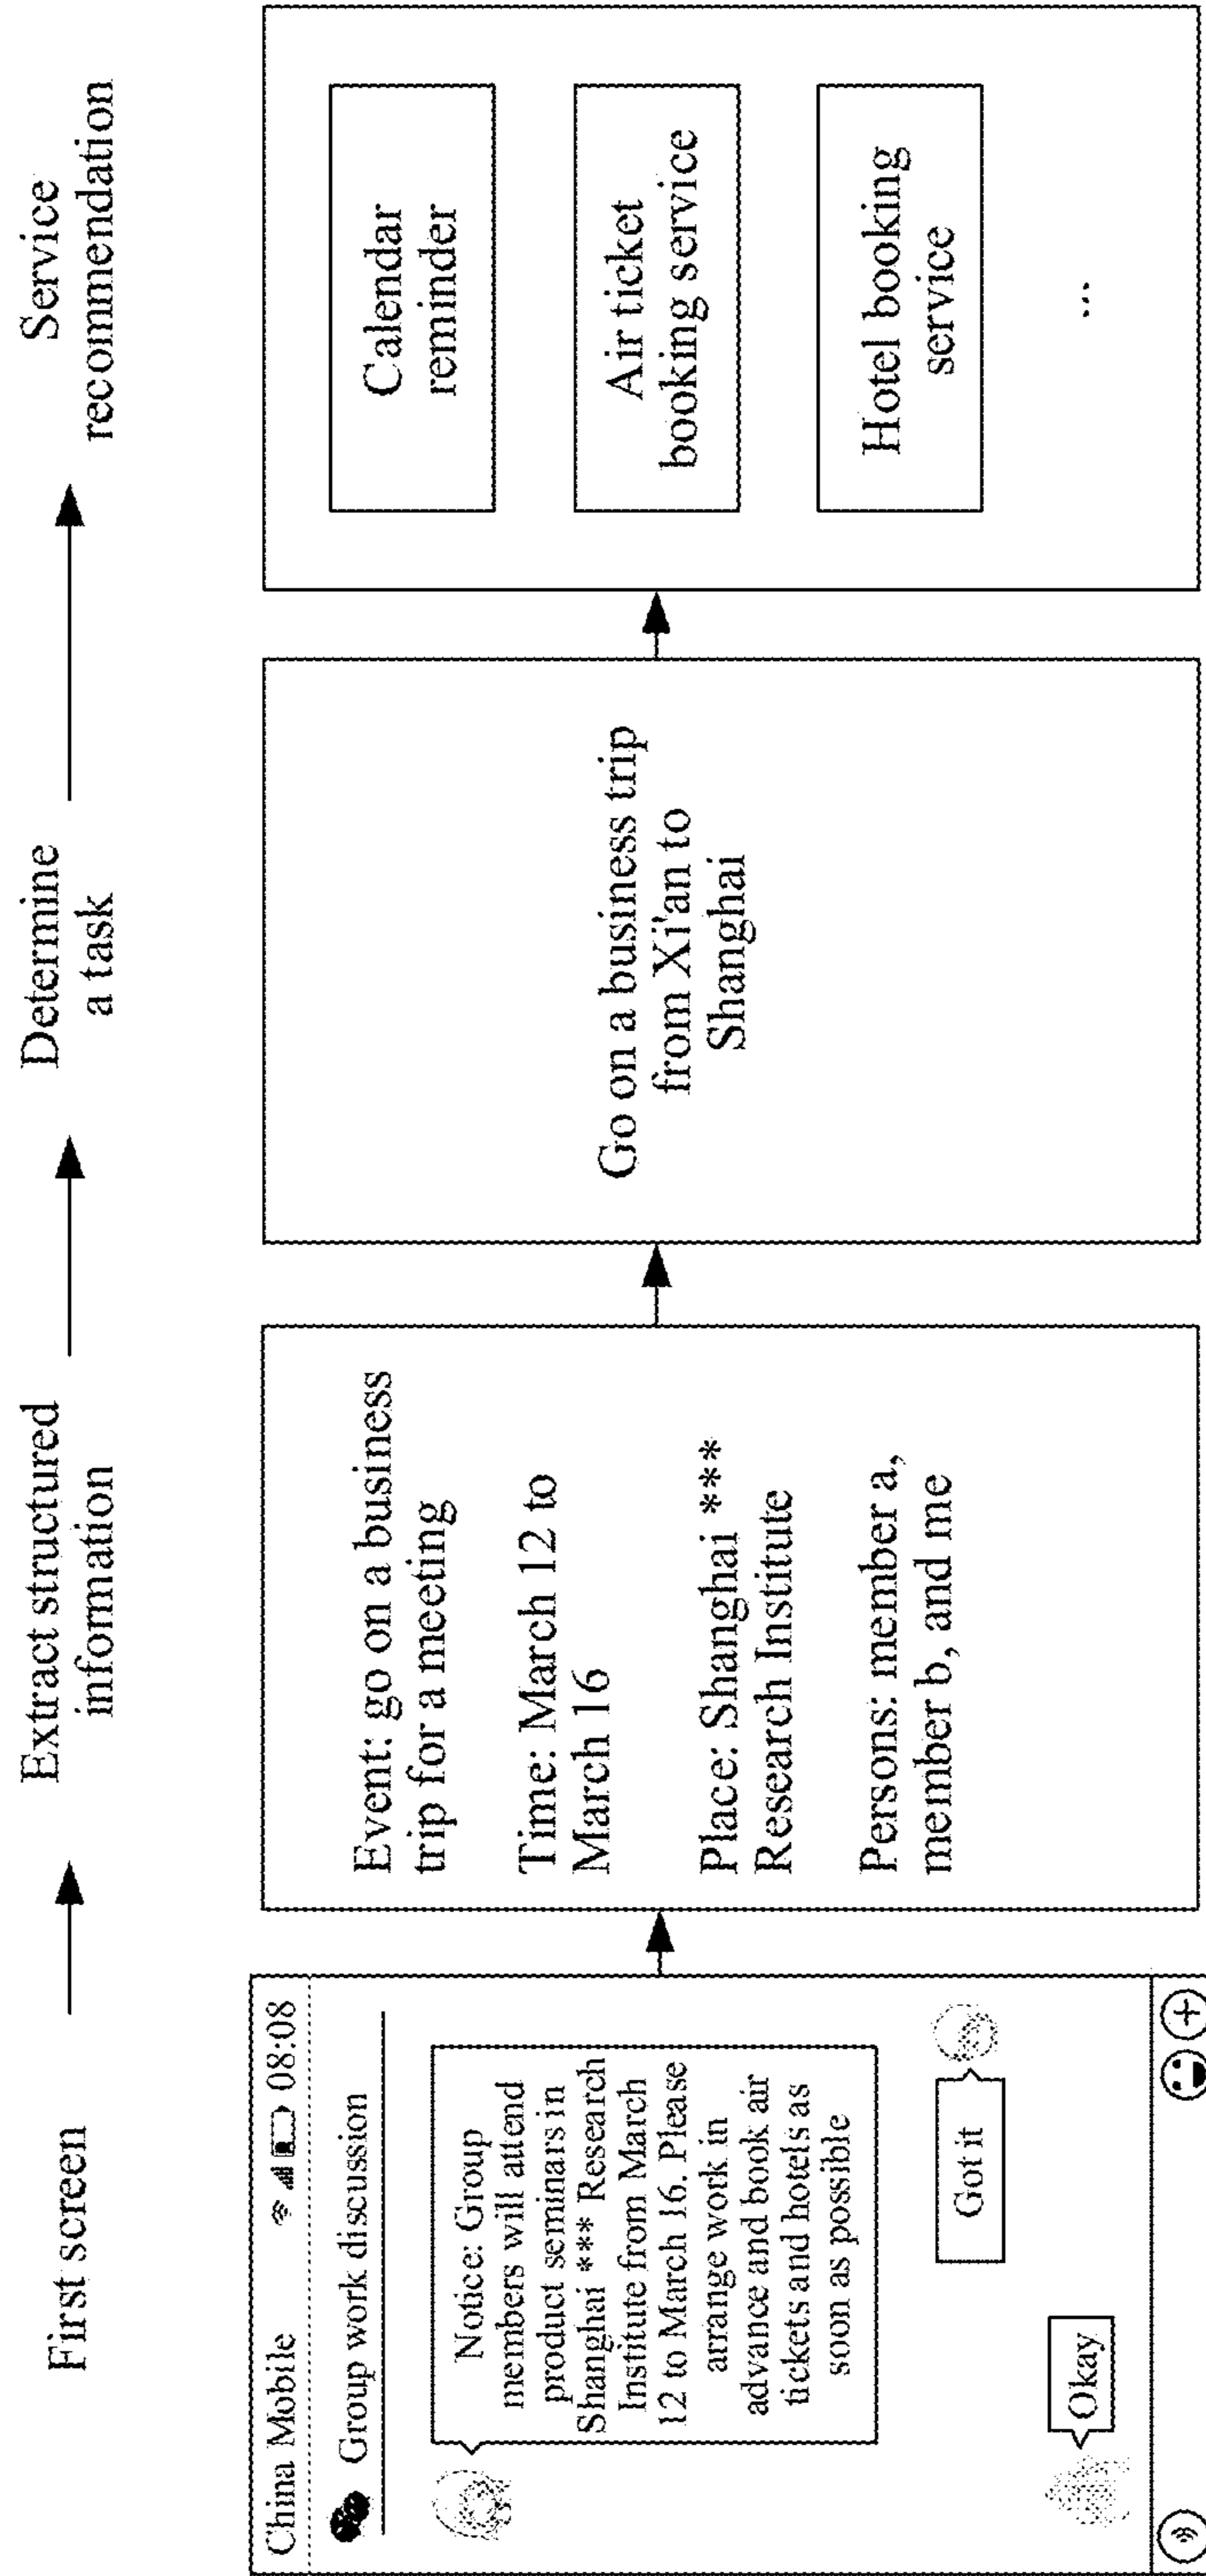 First screen
Extract structured
information
Determine
a task
Service
recommendation
China Mobile 08:08
Group work discussion
Notice: Group
members will attend
product seminars in
Shanghai *** Research
Institute from March
12 to March 16. Please
arrange work in
advance and book air
tickets and hotels as
soon as possible
Got it
Okay
Event: go on a business
trip for a meeting
Time: March 12 to
March 16
Place: Shanghai ***
Research Institute
Persons: member a,
member b, and me
Go on a business trip
from Xi'an to
Shanghai
Calendar
reminder
Air ticket
booking service
Hotel booking
service
...